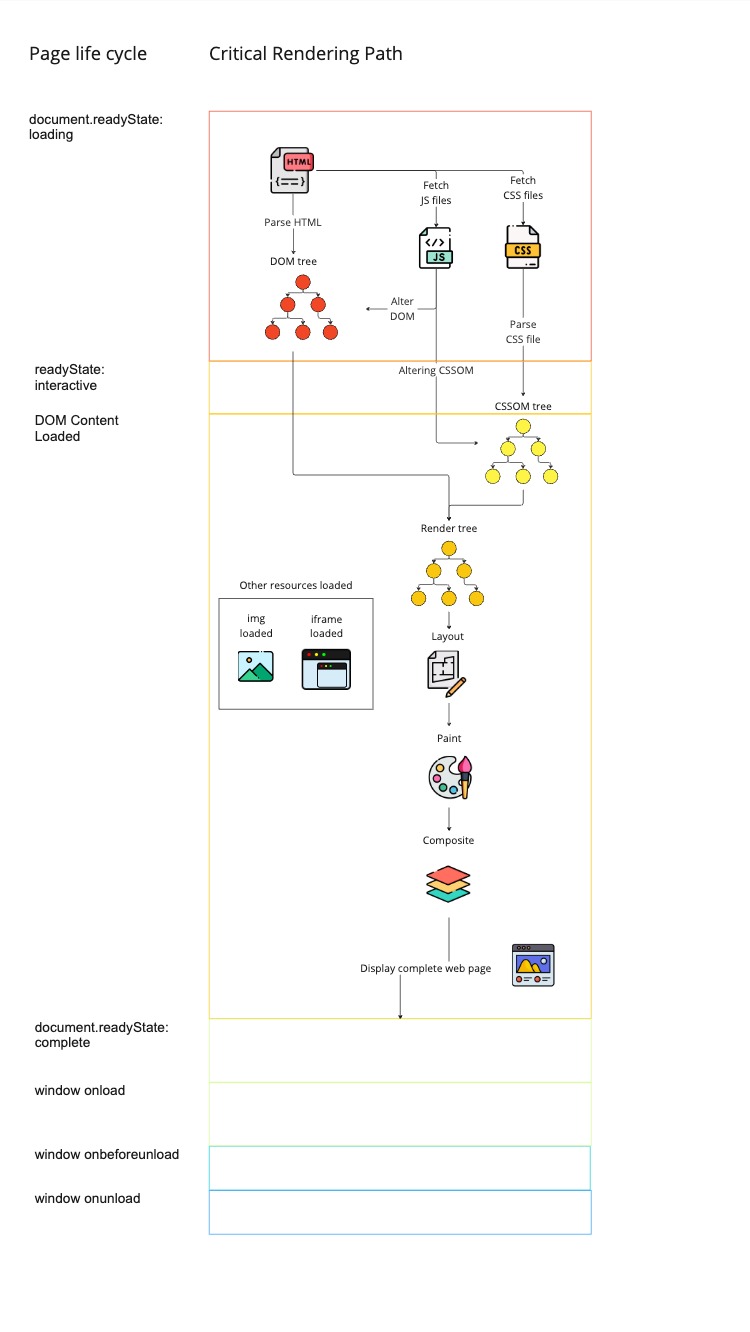 Page life cycle
Critical Rendering Path
document.readyState:
loading
HTML
{==}
Fetch
JS files
Fetch
CSS files
Parse HTML
</>
JS
CSS
DOM tree
Alter
DOM
Parse
CSS file
readyState:
interactive
Altering CSSOM
CSSOM tree
DOM Content
Loaded
Render tree
Other resources loaded
img
loaded
iframe
loaded
Layout
Paint
Composite
Display complete web page
document.readyState:
complete
window onload
window onbeforeunload
window onunload